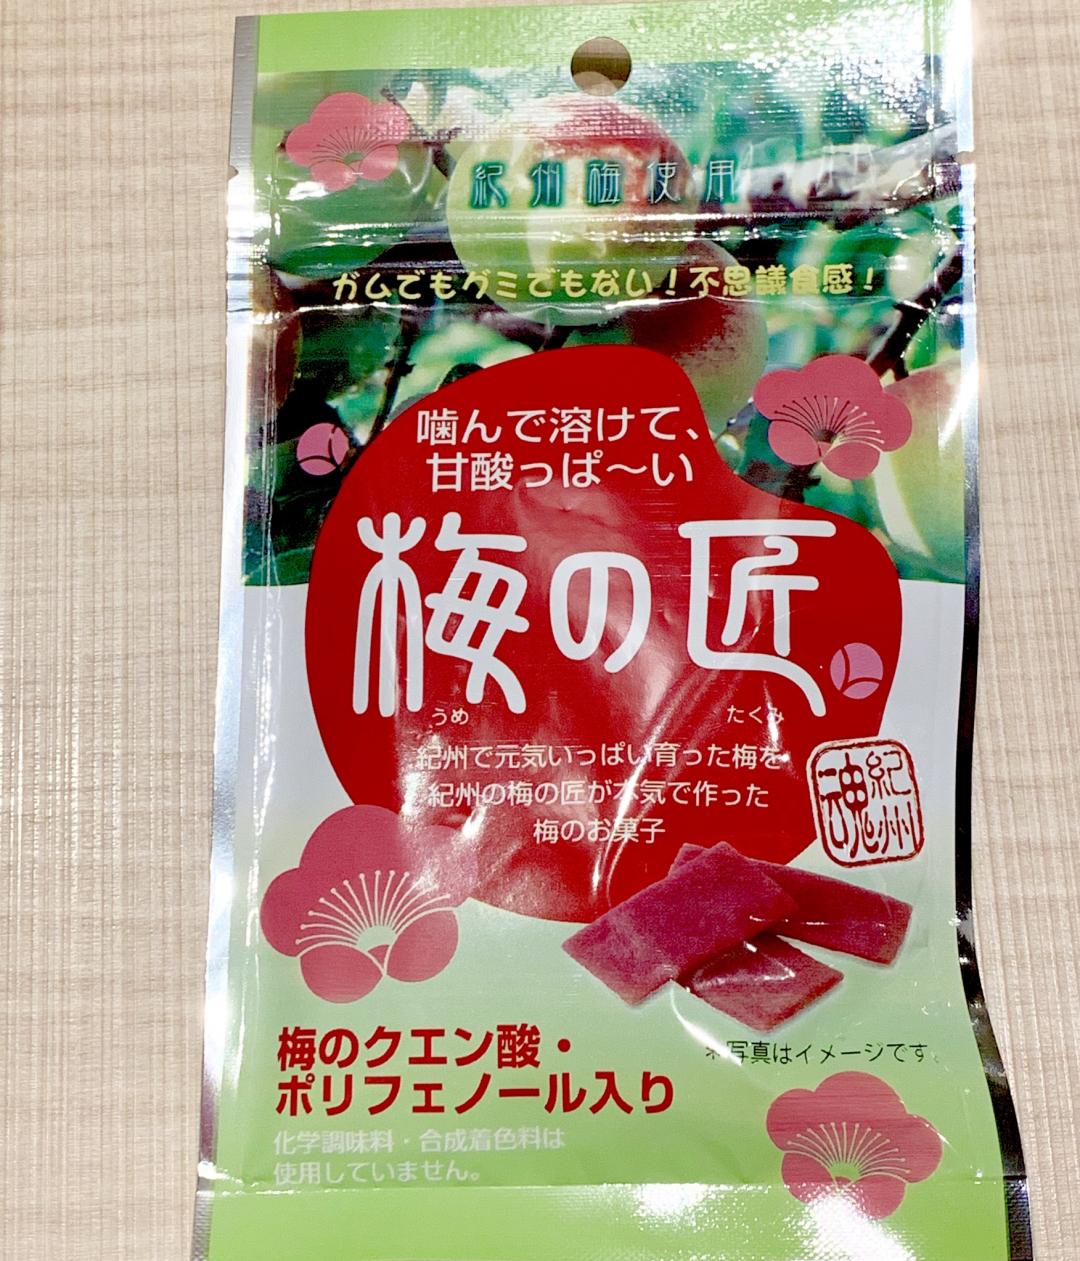 紀州梅使用
ガムでもグミでもない！不思議食感！
噛んで溶けて、
甘酸っぱ〜い
梅の匠
うめ たくみ
紀州で元気いっぱい育った梅を
紀州の梅の匠が本気で作った
梅のお菓子
紀州
魂
梅のクエン酸・
ポリフェノール入り
※写真はイメージです。
化学調味料・合成着色料は
使用していません。